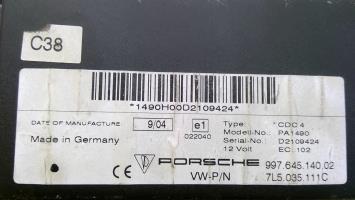 C38
*1490H00D2109424*
DATE OF MANUFACTURE 9/04 e1 022040 Type: *CDC 4
Modell-No.: PA1490
Made in Germany Serial-No.: D2109424
12 Volt EC: 102
CE PORSCHE 997.645.140.02
VW-P/N 7L5.035.111C